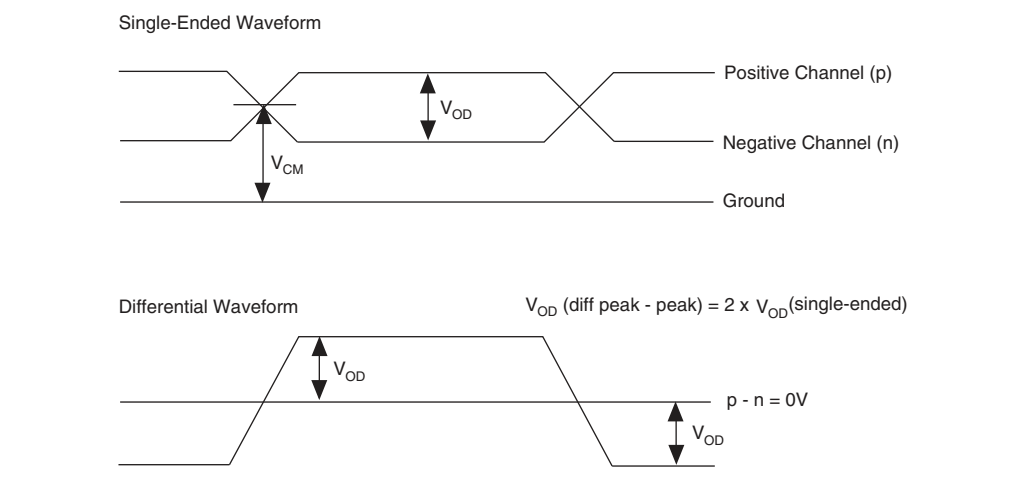 Single-Ended Waveform
Positive Channel (p)
VOD
Negative Channel (n)
VCM
Ground
Differential Waveform
VOD (diff peak - peak) = 2 x VOD(single-ended)
VOD
p - n = 0V
VOD